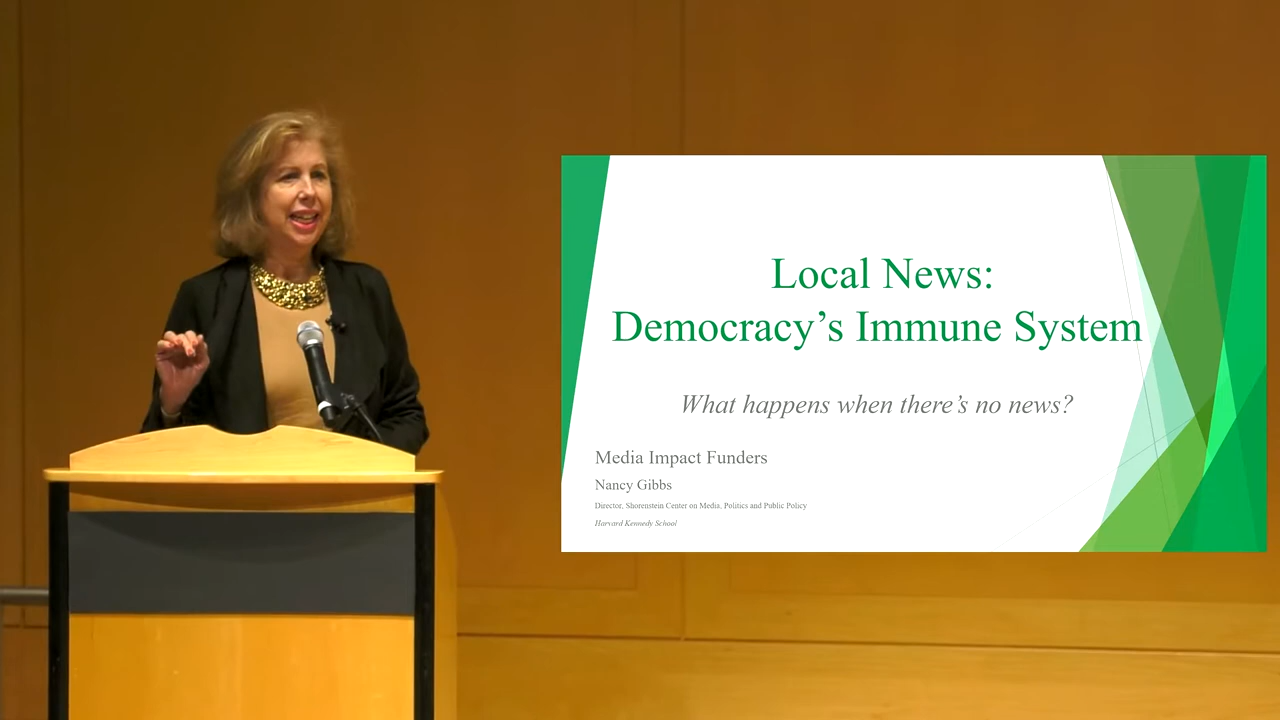 Local News:
Democracy’s Immune System
What happens when there’s no news?
Media Impact Funders
Nancy Gibbs
Director, Shorenstein Center on Media, Politics and Public Policy
Harvard Kennedy School